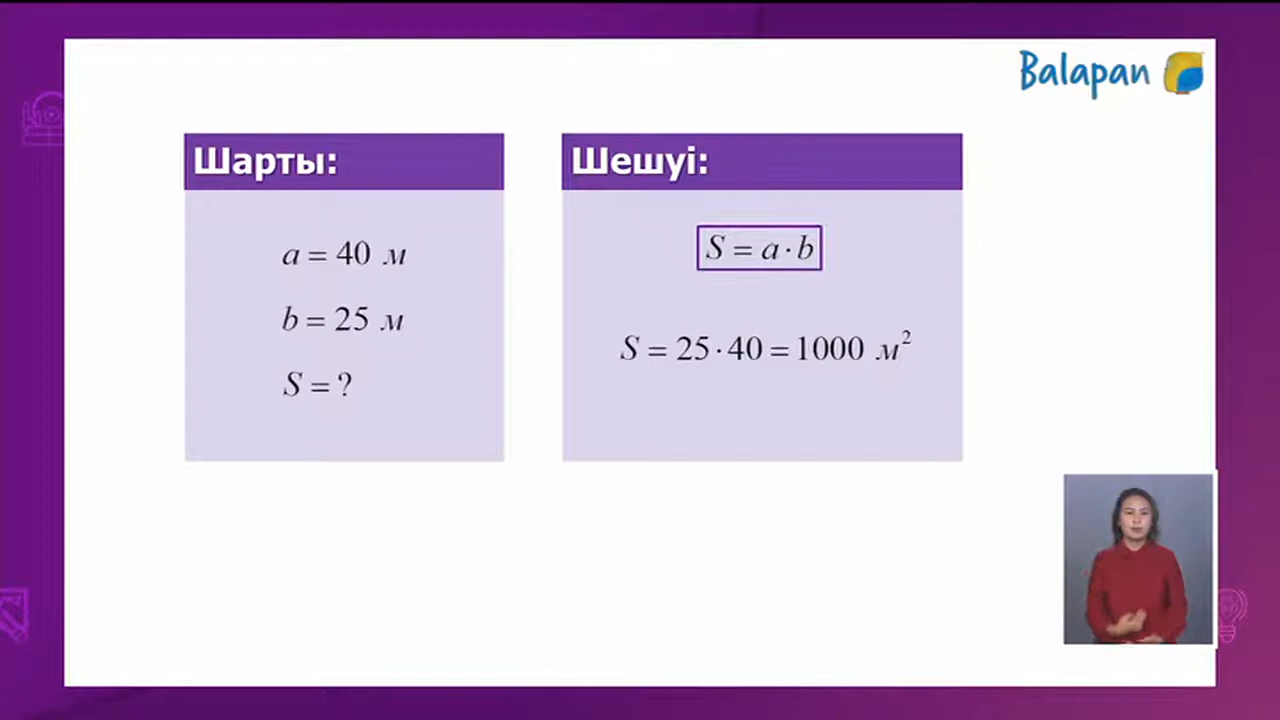 Balapan
Шарты:
a = 40 м
b = 25 м
S = ?
Шешуі:
S = a · b
S = 25 · 40 = 1000 м²